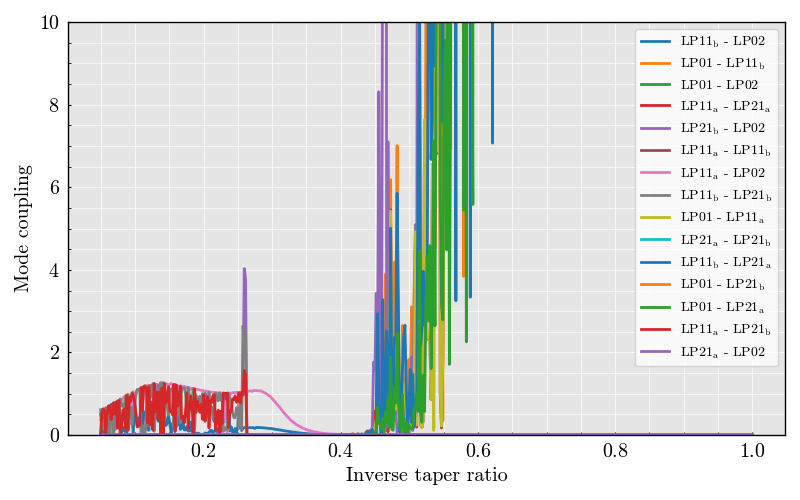 10
8
6
4
2
0
Mode coupling
0.2
0.4
0.6
0.8
1.0
Inverse taper ratio
LP11b - LP02
LP01 - LP11b
LP01 - LP02
LP11a - LP21a
LP21b - LP02
LP11a - LP11b
LP11a - LP02
LP11b - LP21b
LP01 - LP11a
LP21a - LP21b
LP11b - LP21a
LP01 - LP21b
LP01 - LP21a
LP11a - LP21b
LP21a - LP02